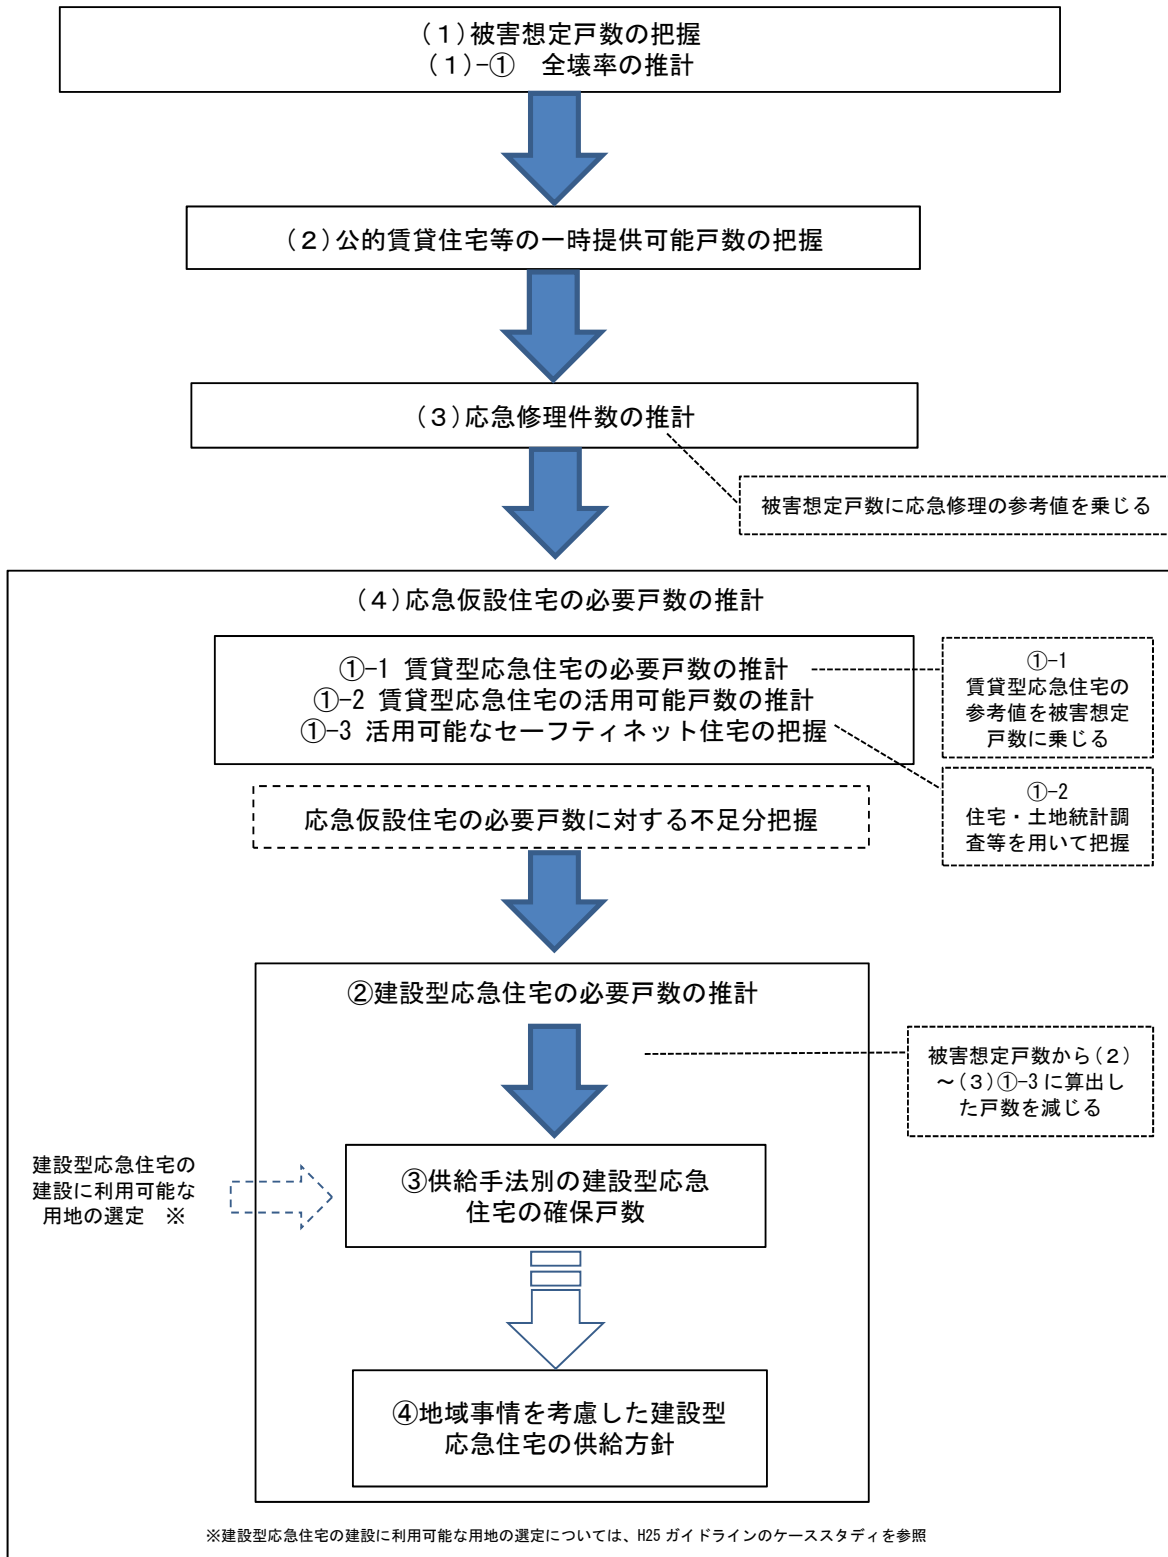 (１)被害想定戸数の把握
(１)-①　全壊率の推計
(２)公的賃貸住宅等の一時提供可能戸数の把握
(３)応急修理件数の推計
被害想定戸数に応急修理の参考値を乗じる
(４)応急仮設住宅の必要戸数の推計
①-1 賃貸型応急住宅の必要戸数の推計
①-2 賃貸型応急住宅の活用可能戸数の推計
①-3 活用可能なセーフティネット住宅の把握
①-1
賃貸型応急住宅の
参考値を被害想定
戸数に乗じる
①-2
住宅・土地統計調
査等を用いて把握
応急仮設住宅の必要戸数に対する不足分把握
②建設型応急住宅の必要戸数の推計
被害想定戸数から(２)
～(３)①-3 に算出し
た戸数を減じる
建設型応急住宅の
建設に利用可能な
用地の選定　※
③供給手法別の建設型応急
住宅の確保戸数
④地域事情を考慮した建設型
応急住宅の供給方針
※建設型応急住宅の建設に利用可能な用地の選定については、H25 ガイドラインのケーススタディを参照